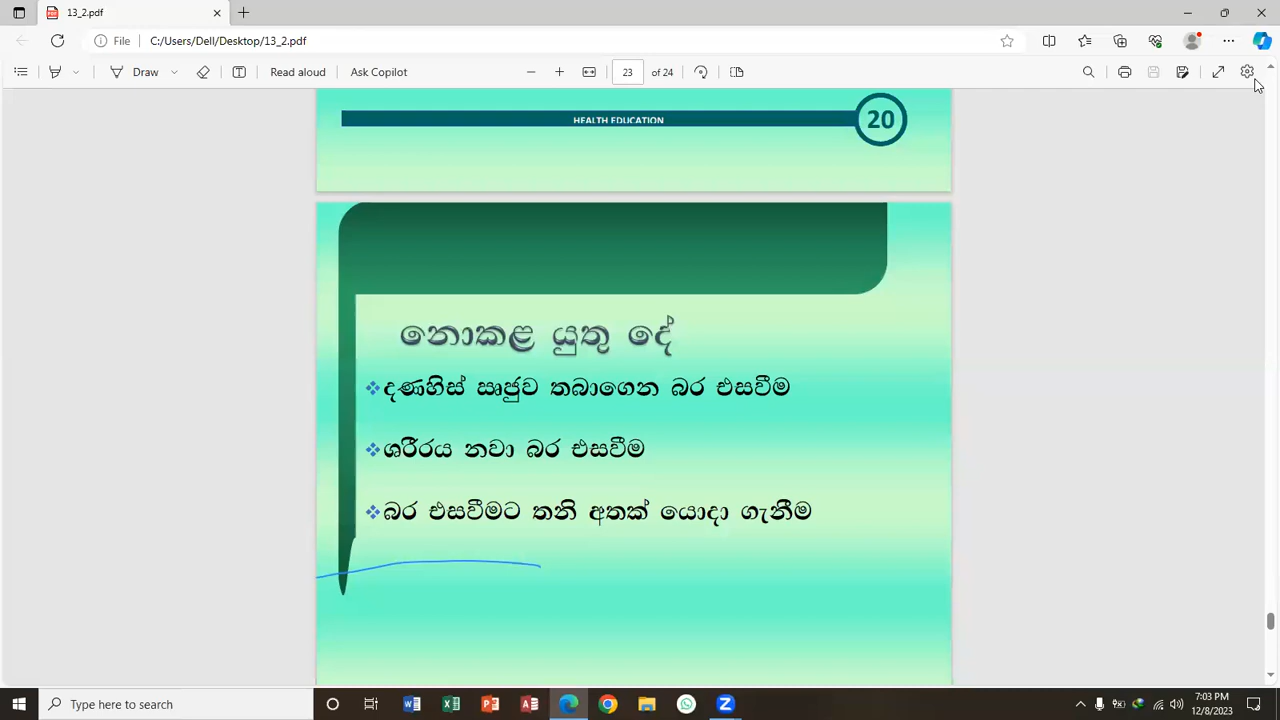 13_2.pdf
File C:/Users/Dell/Desktop/13_2.pdf
Draw Read aloud Ask Copilot 23 of 24
HEALTH EDUCATION 20
නොකළ යුතු දේ
❖දණහිස් ඍජුව තබාගෙන බර එසවීම
❖ශරීරය නවා බර එසවීම
❖බර එසවීමට තනි අතක් යොදා ගැනීම
Type here to search
7:03 PM
12/8/2023